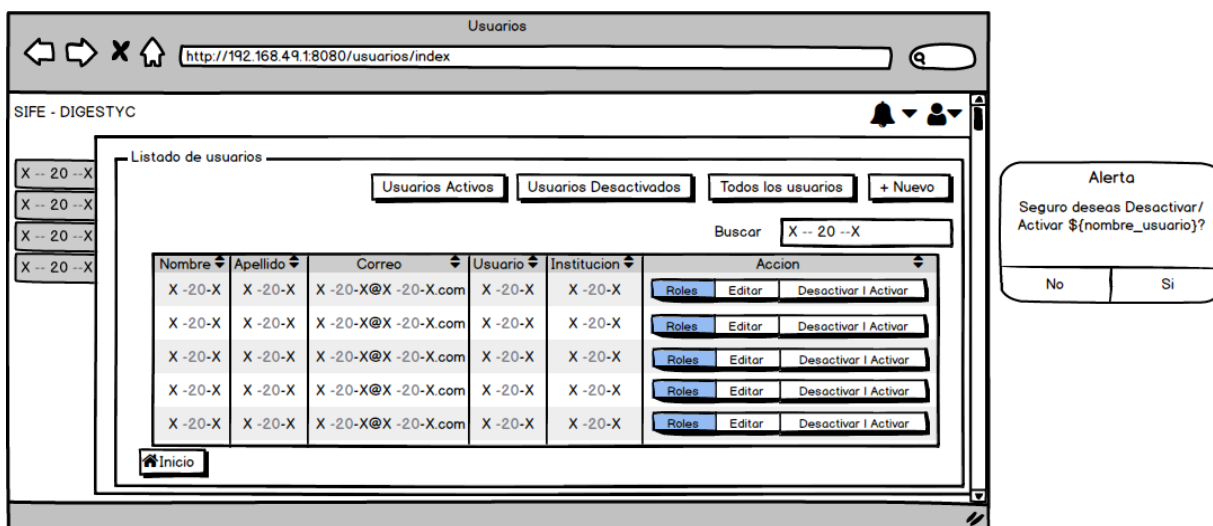 Usuarios
http://192.168.49.1:8080/usuarios/index
SIFE - DIGESTYC
Listado de usuarios
X -- 20 --X
X -- 20 --X
X -- 20 --X
X -- 20 --X
Usuarios Activos Usuarios Desactivados Todos los usuarios + Nuevo
Buscar X -- 20 --X
Nombre Apellido Correo Usuario Institucion Accion
X -20-X X -20-X X -20-X@X -20-X.com X -20-X X -20-X Roles Editar Desactivar | Activar
X -20-X X -20-X X -20-X@X -20-X.com X -20-X X -20-X Roles Editar Desactivar | Activar
X -20-X X -20-X X -20-X@X -20-X.com X -20-X X -20-X Roles Editar Desactivar | Activar
X -20-X X -20-X X -20-X@X -20-X.com X -20-X X -20-X Roles Editar Desactivar | Activar
X -20-X X -20-X X -20-X@X -20-X.com X -20-X X -20-X Roles Editar Desactivar | Activar
Inicio
Alerta
Seguro deseas Desactivar/
Activar ${nombre_usuario}?
No Si